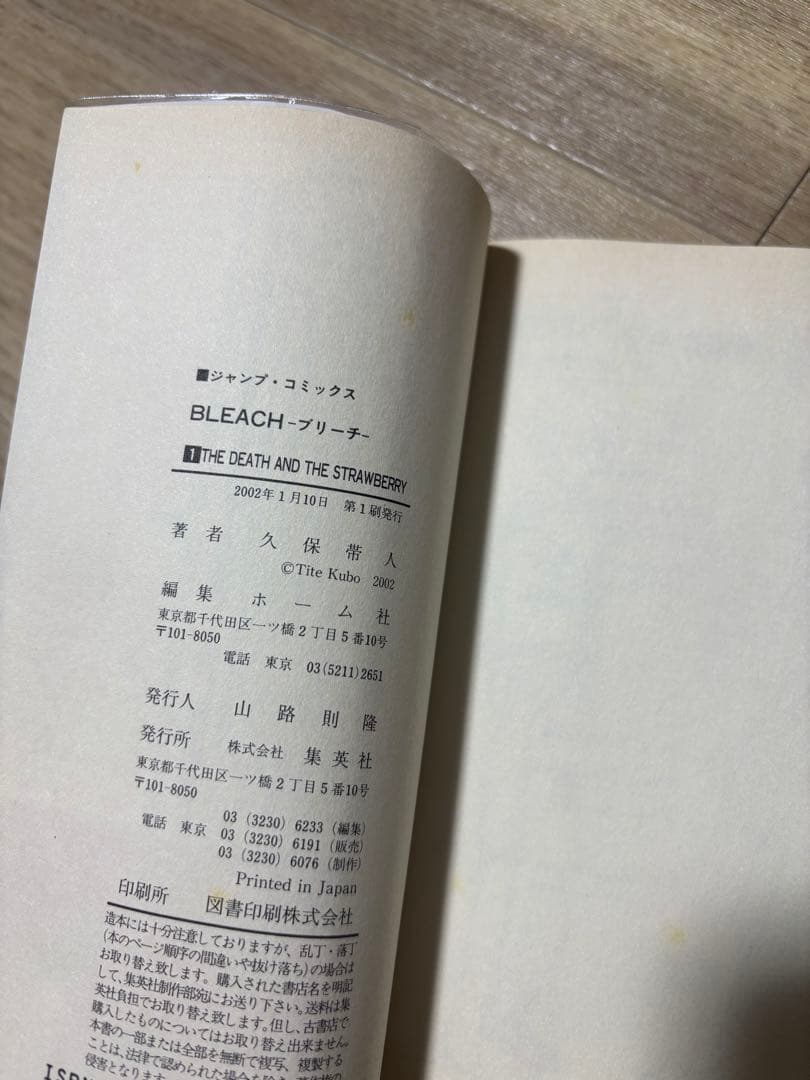 ■ジャンプ・コミックス
BLEACH-ブリーチ-
1 THE DEATH AND THE STRAWBERRY
2002年1月10日 第1刷発行
著者 久保帯人
©Tite Kubo 2002
編集 ホーム社
東京都千代田区一ツ橋2丁目5番10号
〒101-8050
電話 東京 03(5211)2651
発行人 山路則隆
発行所 株式会社 集英社
東京都千代田区一ツ橋2丁目5番10号
〒101-8050
03 (3230) 6233 (編集)
電話 東京 03 (3230) 6191 (販売)
03 (3230) 6076 (制作)
Printed in Japan
印刷所 図書印刷株式会社
造本には十分注意しておりますが、乱丁・落丁
(本のページ順序の間違いや抜け落ち)の場合は
お取り替え致します。購入された書店名を明記
して、集英社制作部宛にお送り下さい。送料は集
英社負担でお取り替え致します。但し、古書店で
購入したものについてはお取り替え出来ません。
本書の一部または全部を無断で複写、複製する
ことは、法律で認められた場合を除き、著作権の
侵害となります。
ISBN